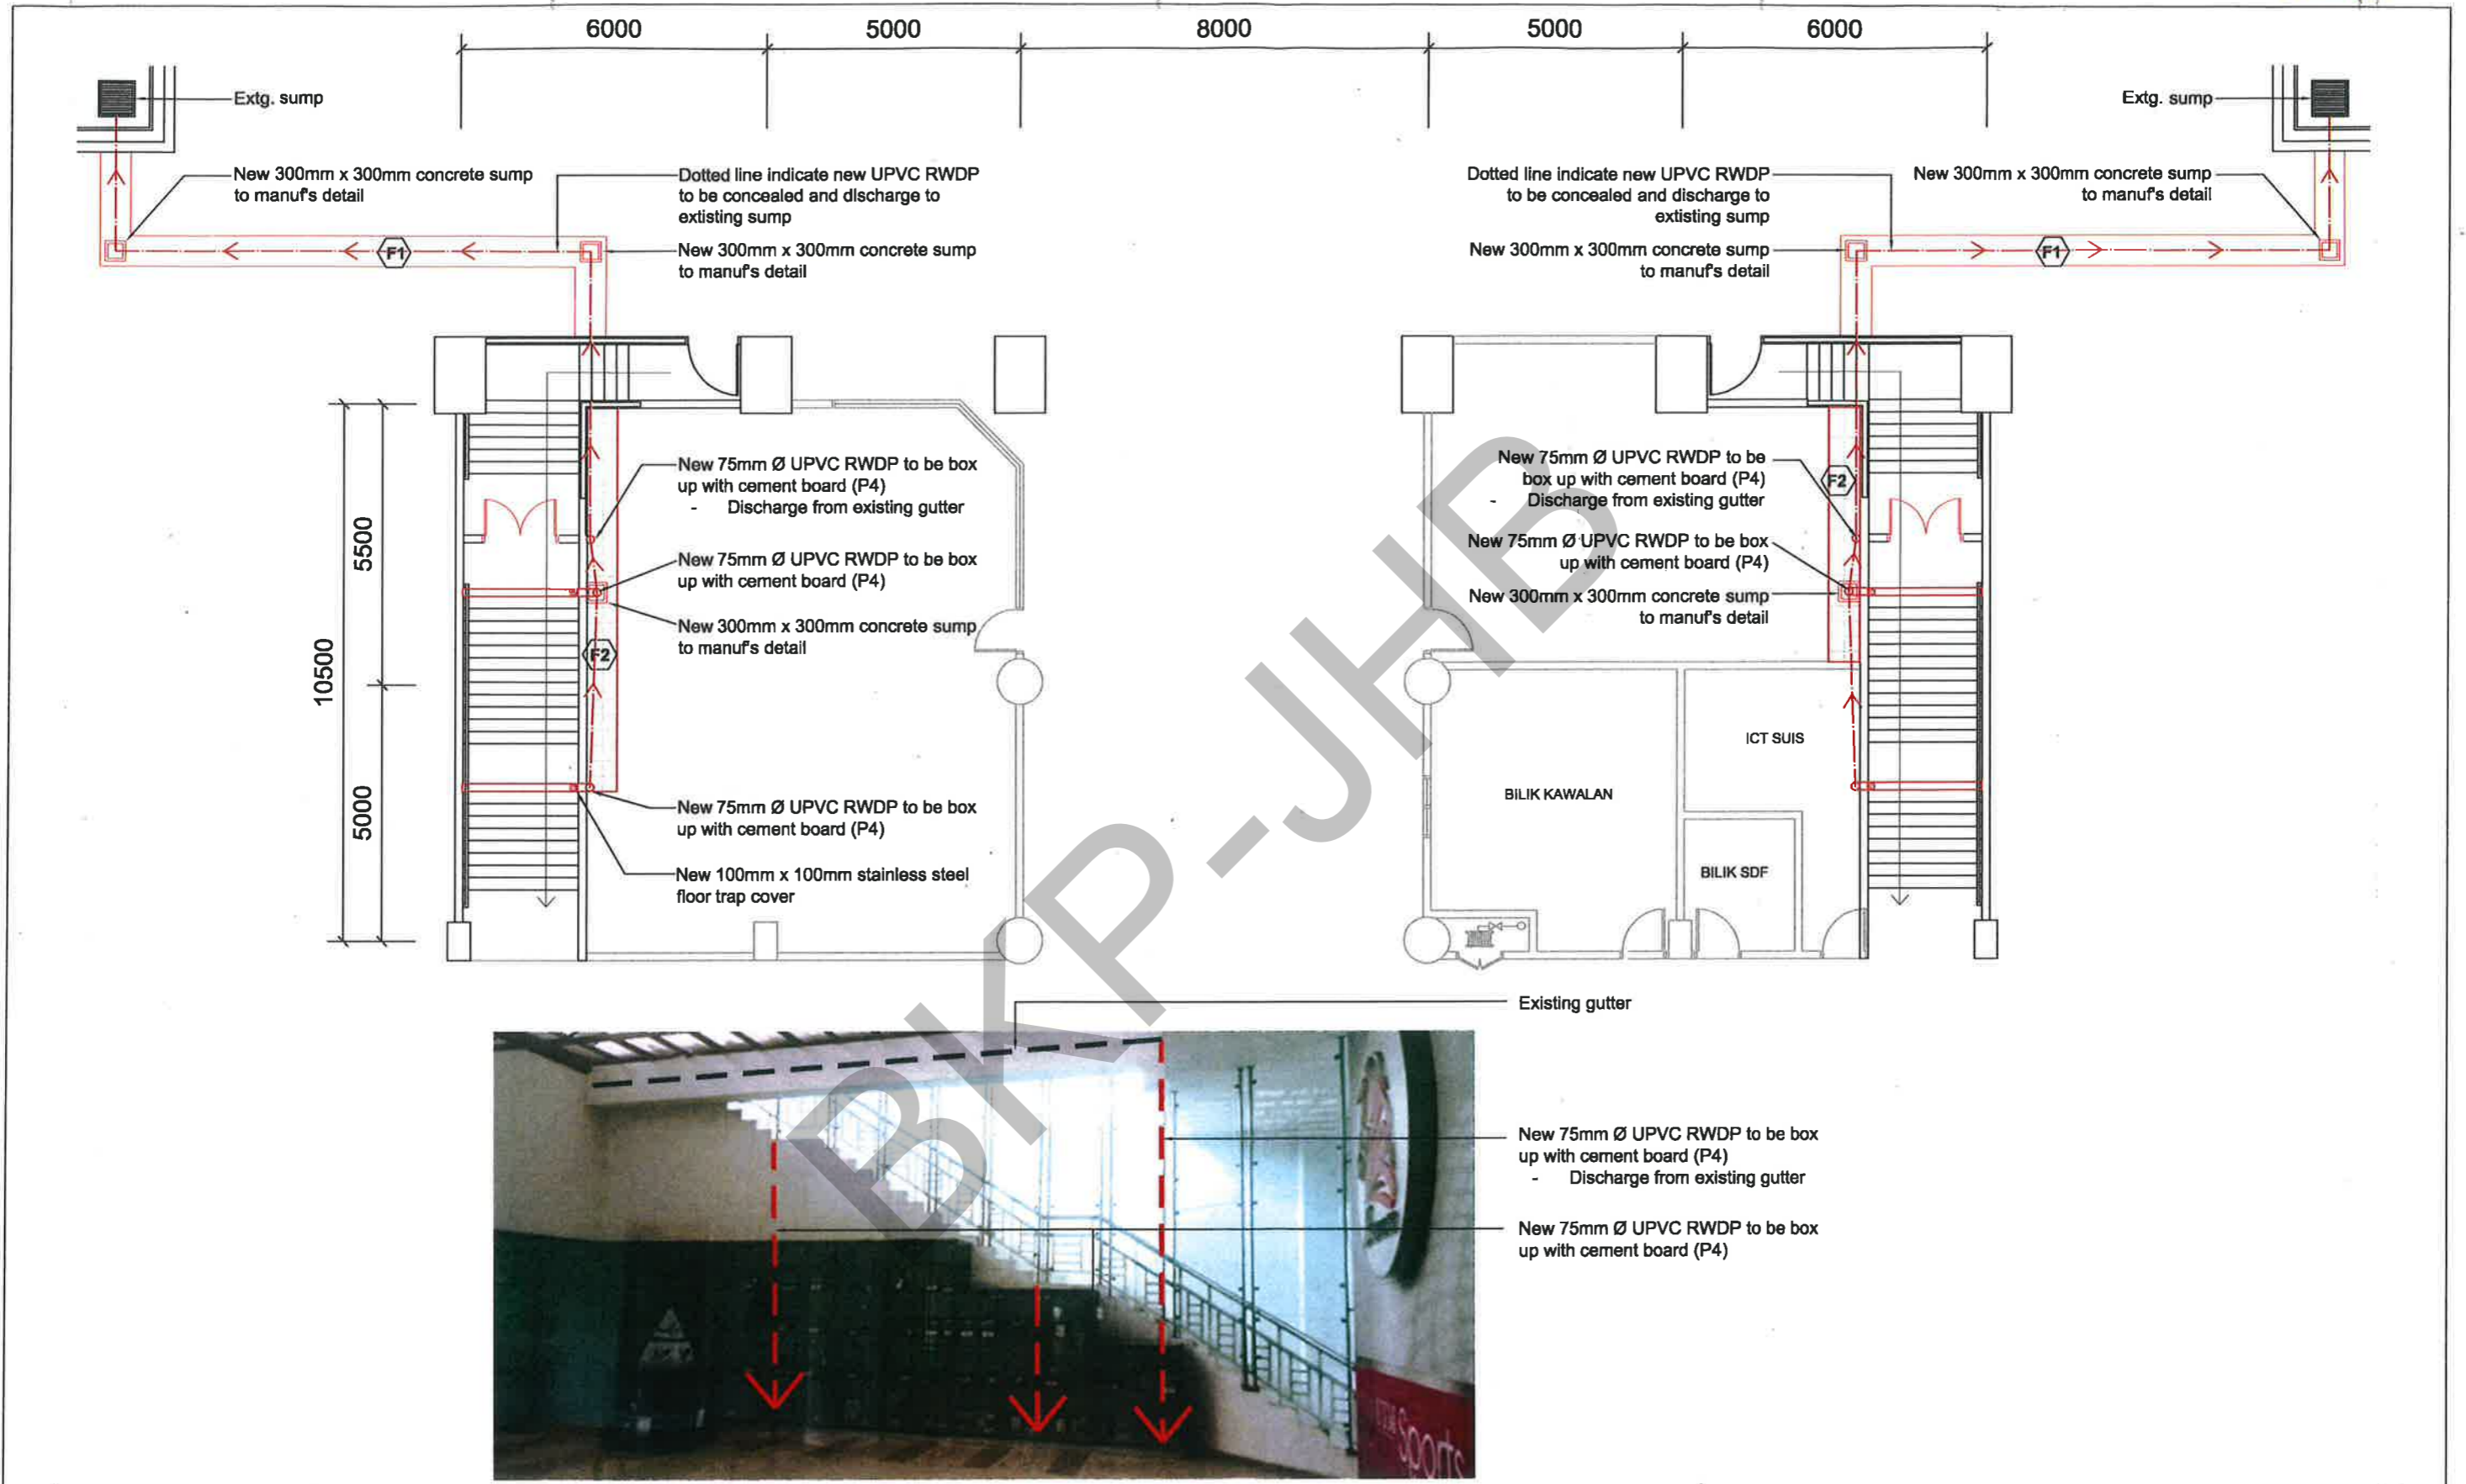 6000
5000
8000
5000
6000
Extg. sump
New 300mm x 300mm concrete sump
to manuf's detail
Dotted line indicate new UPVC RWDP
to be concealed and discharge to
extisting sump
New 300mm x 300mm concrete sump
to manuf's detail
F1
Extg. sump
Dotted line indicate new UPVC RWDP
to be concealed and discharge to
extisting sump
New 300mm x 300mm concrete sump
to manuf's detail
New 300mm x 300mm concrete sump
to manuf's detail
F1
New 75mm Ø UPVC RWDP to be box
up with cement board (P4)
- Discharge from existing gutter
New 75mm Ø UPVC RWDP to be box
up with cement board (P4)
New 300mm x 300mm concrete sump
to manuf's detail
F2
New 75mm Ø UPVC RWDP to be box
up with cement board (P4)
New 100mm x 100mm stainless steel
floor trap cover
5500
10500
5000
New 75mm Ø UPVC RWDP to be
box up with cement board (P4)
- Discharge from existing gutter
F2
New 75mm Ø UPVC RWDP to be box
up with cement board (P4)
New 300mm x 300mm concrete sump
to manuf's detail
ICT SUIS
BILIK KAWALAN
BILIK SDF
BKP-JHB
Existing gutter
New 75mm Ø UPVC RWDP to be box
up with cement board (P4)
- Discharge from existing gutter
New 75mm Ø UPVC RWDP to be box
up with cement board (P4)
Sports